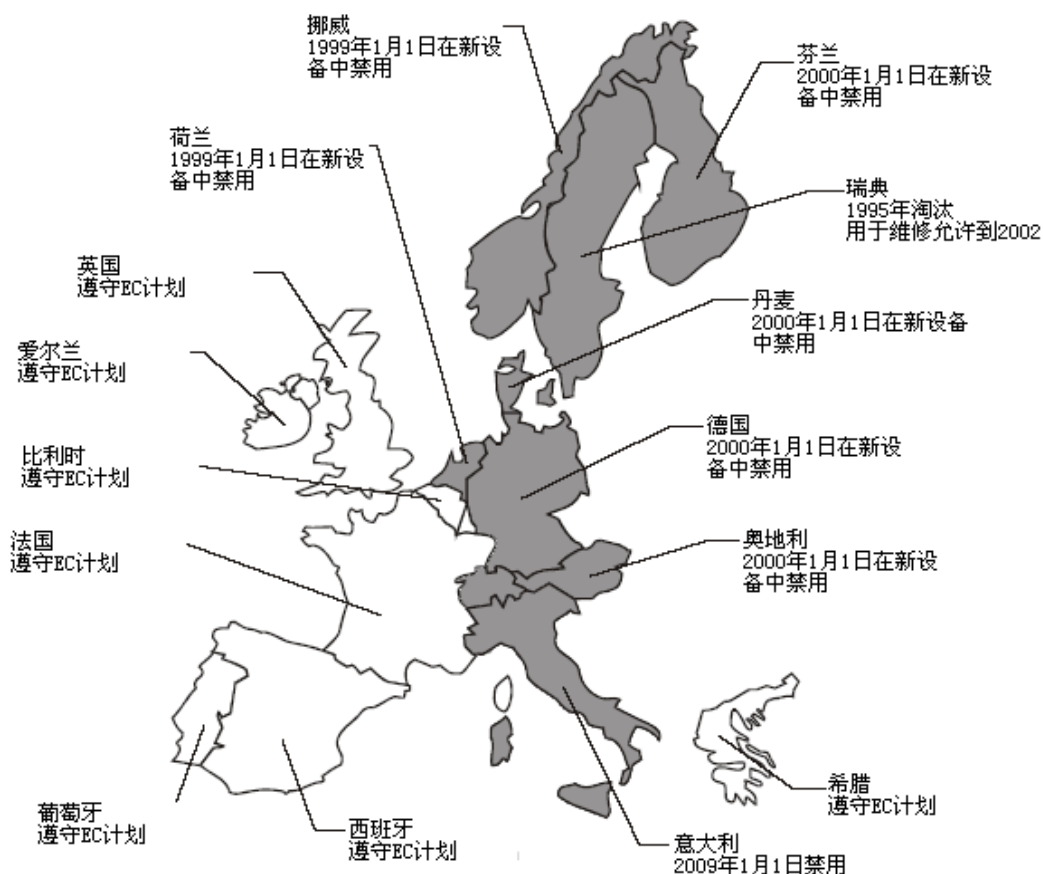 挪威
1999年1月1日在新设
备中禁用
芬兰
2000年1月1日在新设
备中禁用
荷兰
1999年1月1日在新设
备中禁用
瑞典
1995年淘汰
用于维修允许到2002
英国
遵守EC计划
丹麦
2000年1月1日在新设备
中禁用
爱尔兰
遵守EC计划
德国
2000年1月1日在新设
备中禁用
比利时
遵守EC计划
法国
遵守EC计划
奥地利
2000年1月1日在新设
备中禁用
希腊
遵守EC计划
葡萄牙
遵守EC计划
西班牙
遵守EC计划
意大利
2009年1月1日禁用